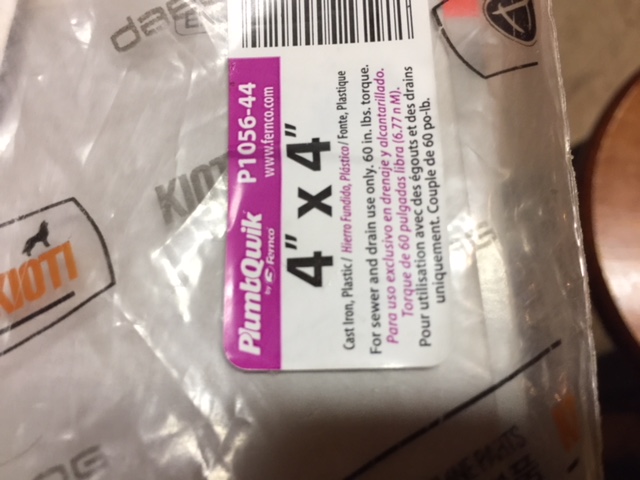 PlumbQwik P1056-44
by Fernco www.fernco.com
4" x 4"
Cast Iron, Plastic / Hierro Fundido, Plástico / Fonte, Plastique
For sewer and drain use only. 60 in. lbs. torque.
Para uso exclusivo en drenaje y alcantarillado.
Torque de 60 pulgadas libra (6.77 n M).
Pour utilisation avec des égouts et des drains
uniquement. Couple de 60 po-lb.
KIOTI
KIOTI